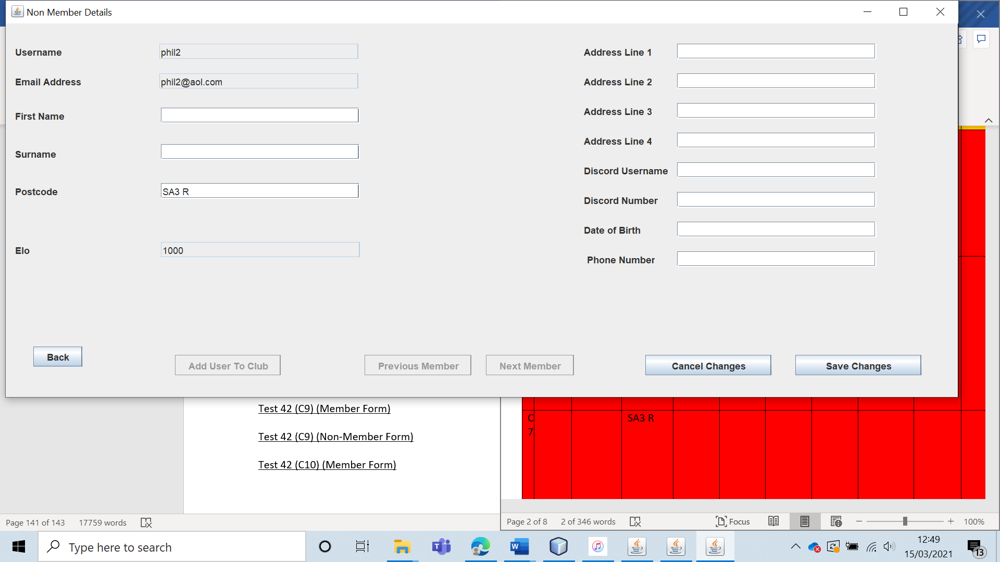 Non Member Details
Username
phil2
Email Address
phil2@aol.com
First Name
Surname
Postcode
SA3 R
Elo
1000
Address Line 1
Address Line 2
Address Line 3
Address Line 4
Discord Username
Discord Number
Date of Birth
Phone Number
Back
Add User To Club
Previous Member
Next Member
Cancel Changes
Save Changes
Test 42 (C9) (Member Form)
Test 42 (C9) (Non-Member Form)
Test 42 (C10) (Member Form)
C
7
SA3 R
Page 141 of 143
17759 words
Page 2 of 8
2 of 346 words
Focus
100%
Type here to search
12:49
15/03/2021
13